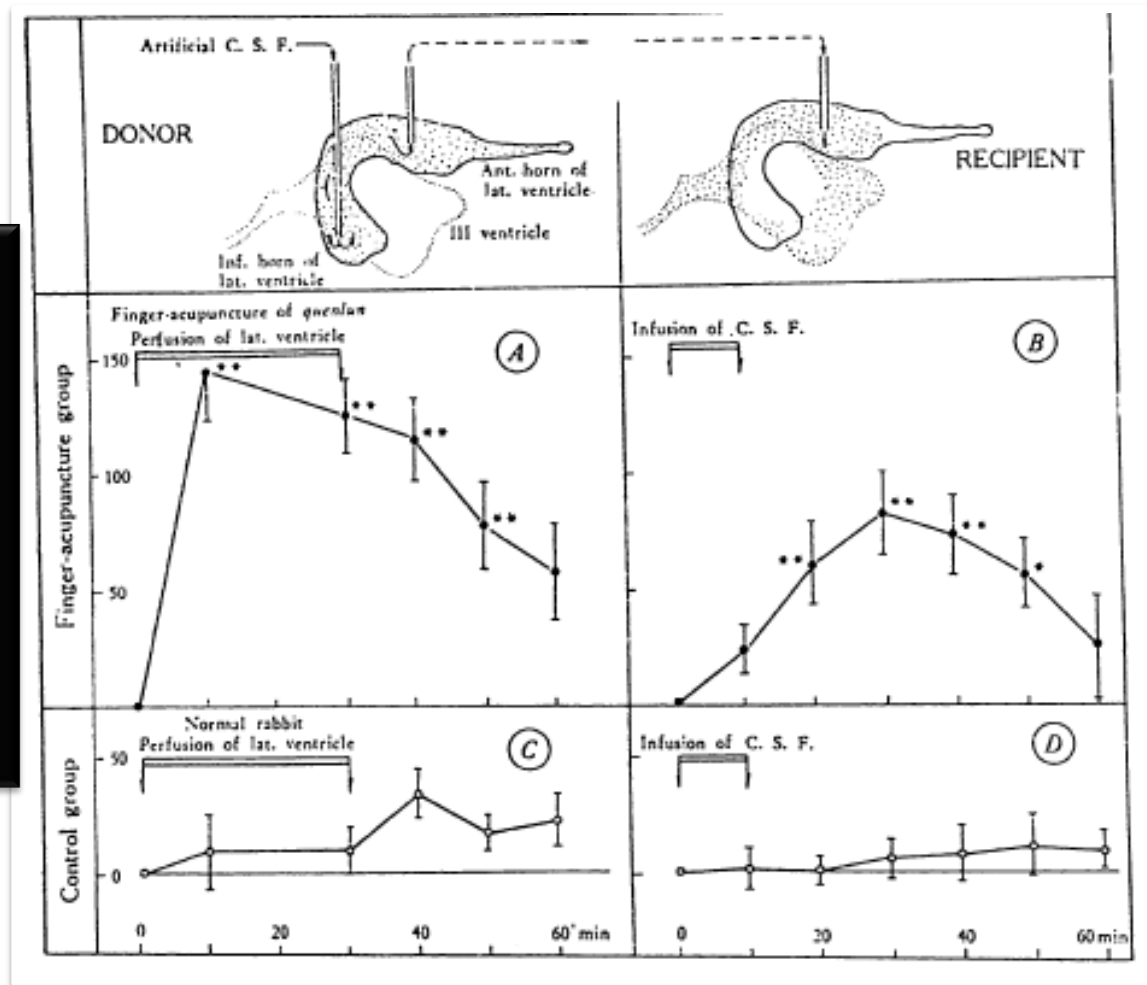 Artificial C. S. F.
DONOR
RECIPIENT
Ant. horn of
lat. ventricle
III ventricle
Inf. horn of
lat. ventricle
Finger-acupuncture of quenlun
Perfusion of lat. ventricle
A
Infusion of C. S. F.
B
Finger-acupuncture group
150
100
50
**
**
**
**
**
**
**
*
Normal rabbit
Perfusion of lat. ventricle
C
Infusion of C. S. F.
D
Control group
50
0
0
20
40
60 min
0
20
40
60 min